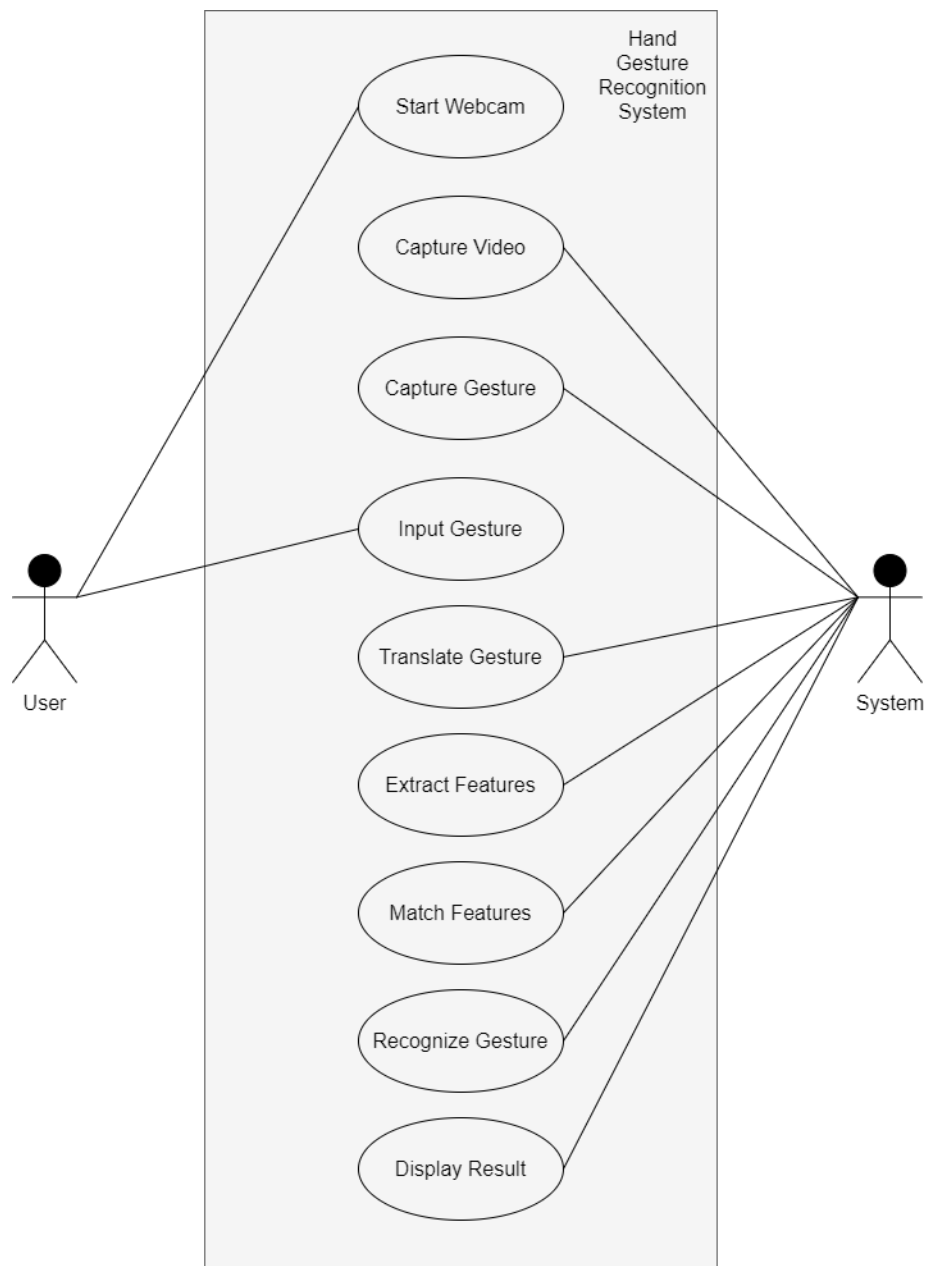 Hand
Gesture
Recognition
System
Start Webcam
Capture Video
Capture Gesture
Input Gesture
Translate Gesture
User
System
Extract Features
Match Features
Recognize Gesture
Display Result